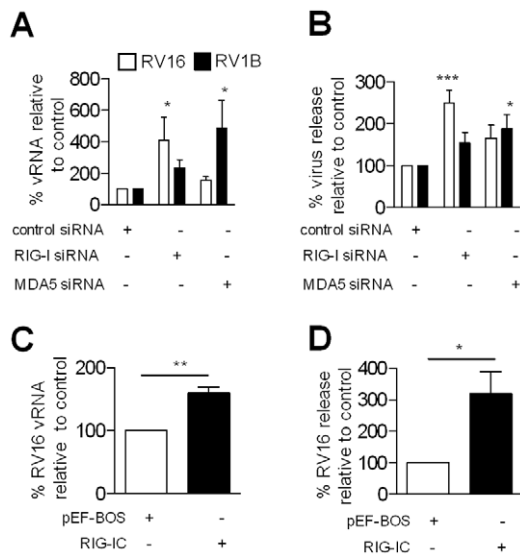 A
RV16 RV1B
% vRNA relative
to control
800
600
400
200
0
*
*
control siRNA + - -
RIG-I siRNA - + -
MDA5 siRNA - - +
B
% virus release
relative to control
300
200
100
0
***
*
control siRNA + - -
RIG-I siRNA - + -
MDA5 siRNA - - +
C
% RV16 vRNA
relative to control
200
100
0
**
pEF-BOS + -
RIG-IC - +
D
% RV16 release
relative to control
400
300
200
100
0
*
pEF-BOS + -
RIG-IC - +